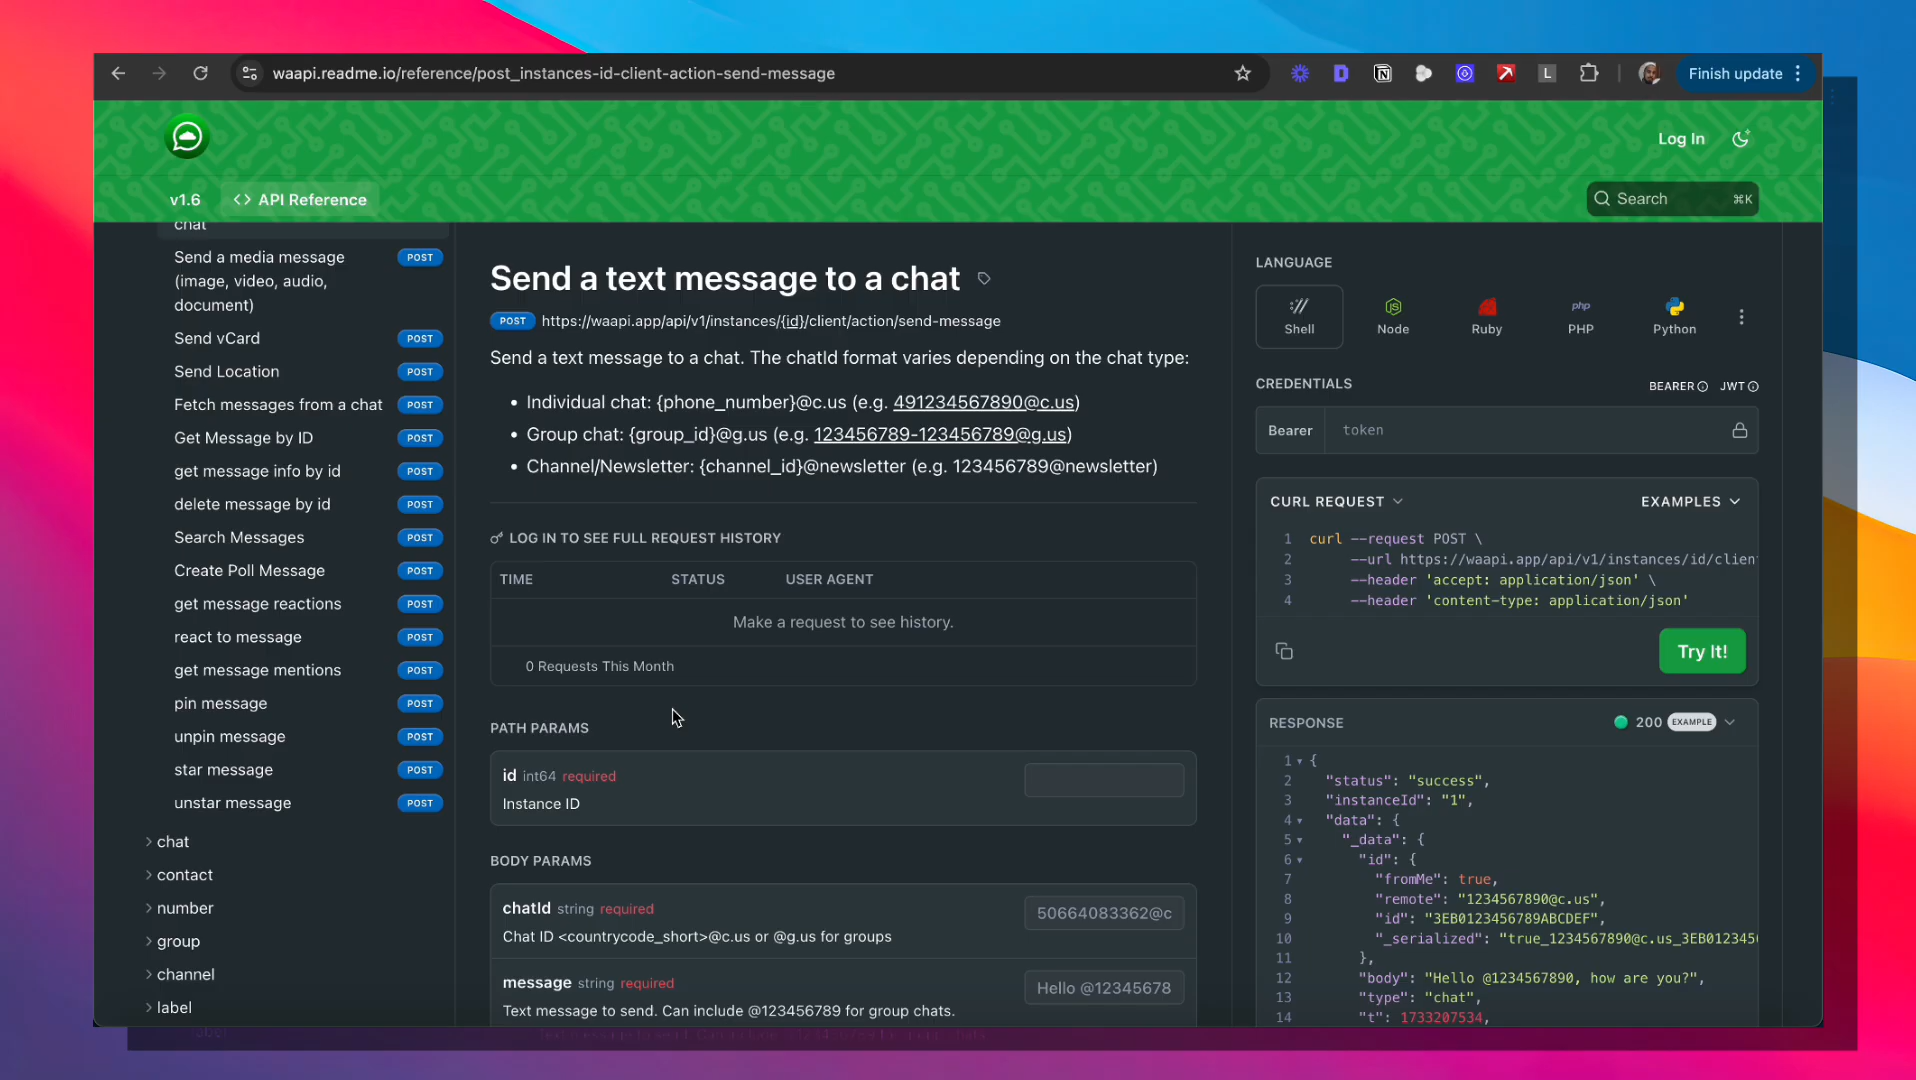 waapi.readme.io/reference/post_instances-id-client-action-send-message
Finish update
Log In
v1.6
<> API Reference
Search
⌘K
chat
Send a media message
(image, video, audio,
document)
POST
Send vCard POST
Send Location POST
Fetch messages from a chat POST
Get Message by ID POST
get message info by id POST
delete message by id POST
Search Messages POST
Create Poll Message POST
get message reactions POST
react to message POST
get message mentions POST
pin message POST
unpin message POST
star message POST
unstar message POST
chat
contact
number
group
channel
label
Send a text message to a chat
POST https://waapi.app/api/v1/instances/{id}/client/action/send-message
Send a text message to a chat. The chatId format varies depending on the chat type:
• Individual chat: {phone_number}@c.us (e.g. 491234567890@c.us)
• Group chat: {group_id}@g.us (e.g. 123456789-123456789@g.us)
• Channel/Newsletter: {channel_id}@newsletter (e.g. 123456789@newsletter)
LOG IN TO SEE FULL REQUEST HISTORY
TIME STATUS USER AGENT
Make a request to see history.
0 Requests This Month
PATH PARAMS
id int64 required
Instance ID
BODY PARAMS
chatId string required
50664083362@c
Chat ID <countrycode_short>@c.us or @g.us for groups
message string required
Hello @12345678
Text message to send. Can include @123456789 for group chats.
LANGUAGE
Shell
Node
Ruby
php
PHP
Python
CREDENTIALS
BEARER JWT
Bearer token
CURL REQUEST
EXAMPLES
1 curl --request POST \
2 --url https://waapi.app/api/v1/instances/id/client
3 --header 'accept: application/json' \
4 --header 'content-type: application/json'
Try It!
RESPONSE
200 EXAMPLE
1 {
2 "status": "success",
3 "instanceId": "1",
4 "data": {
5 "_data": {
6 "id": {
7 "fromMe": true,
8 "remote": "1234567890@c.us",
9 "id": "3EB0123456789ABCDEF",
10 "_serialized": "true_1234567890@c.us_3EB0123456
11 },
12 "body": "Hello @1234567890, how are you?",
13 "type": "chat",
14 "t": 1733207534,